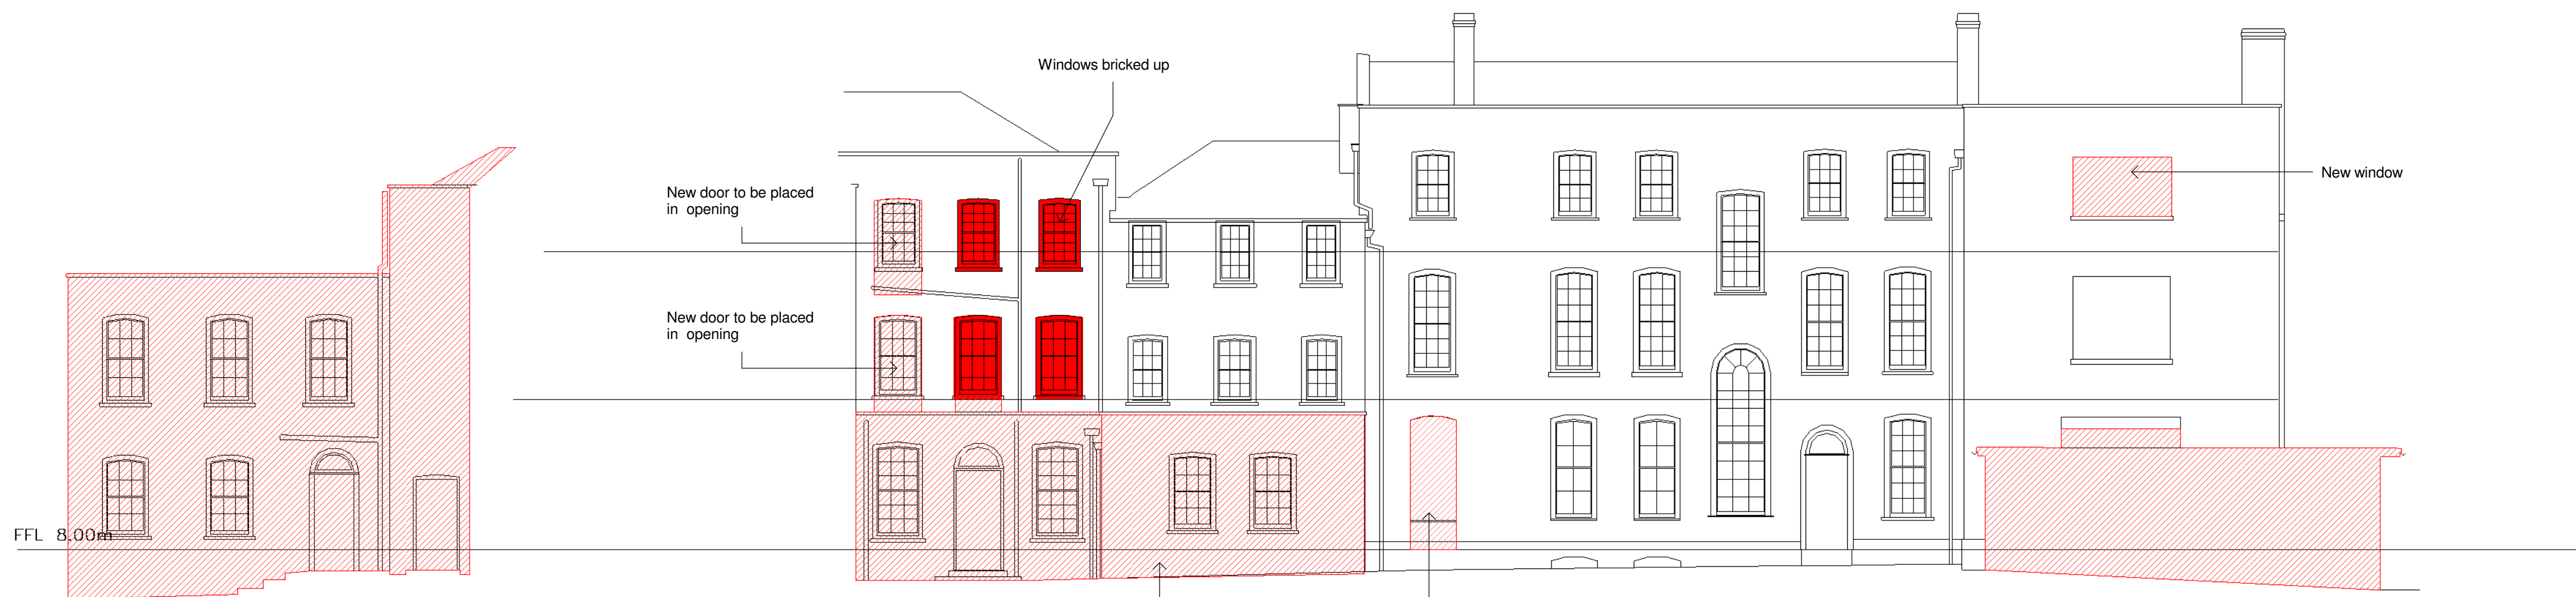 Windows bricked up
New door to be placed
in opening
New window
New door to be placed
in opening
FFL 8.00m